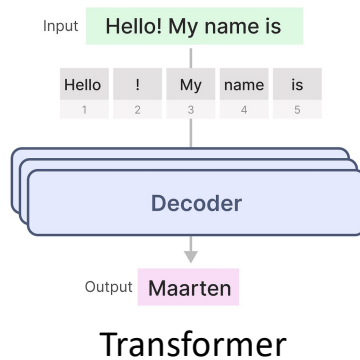 Input Hello! My name is
Hello ! My name is
1 2 3 4 5
Decoder
Output Maarten
Transformer